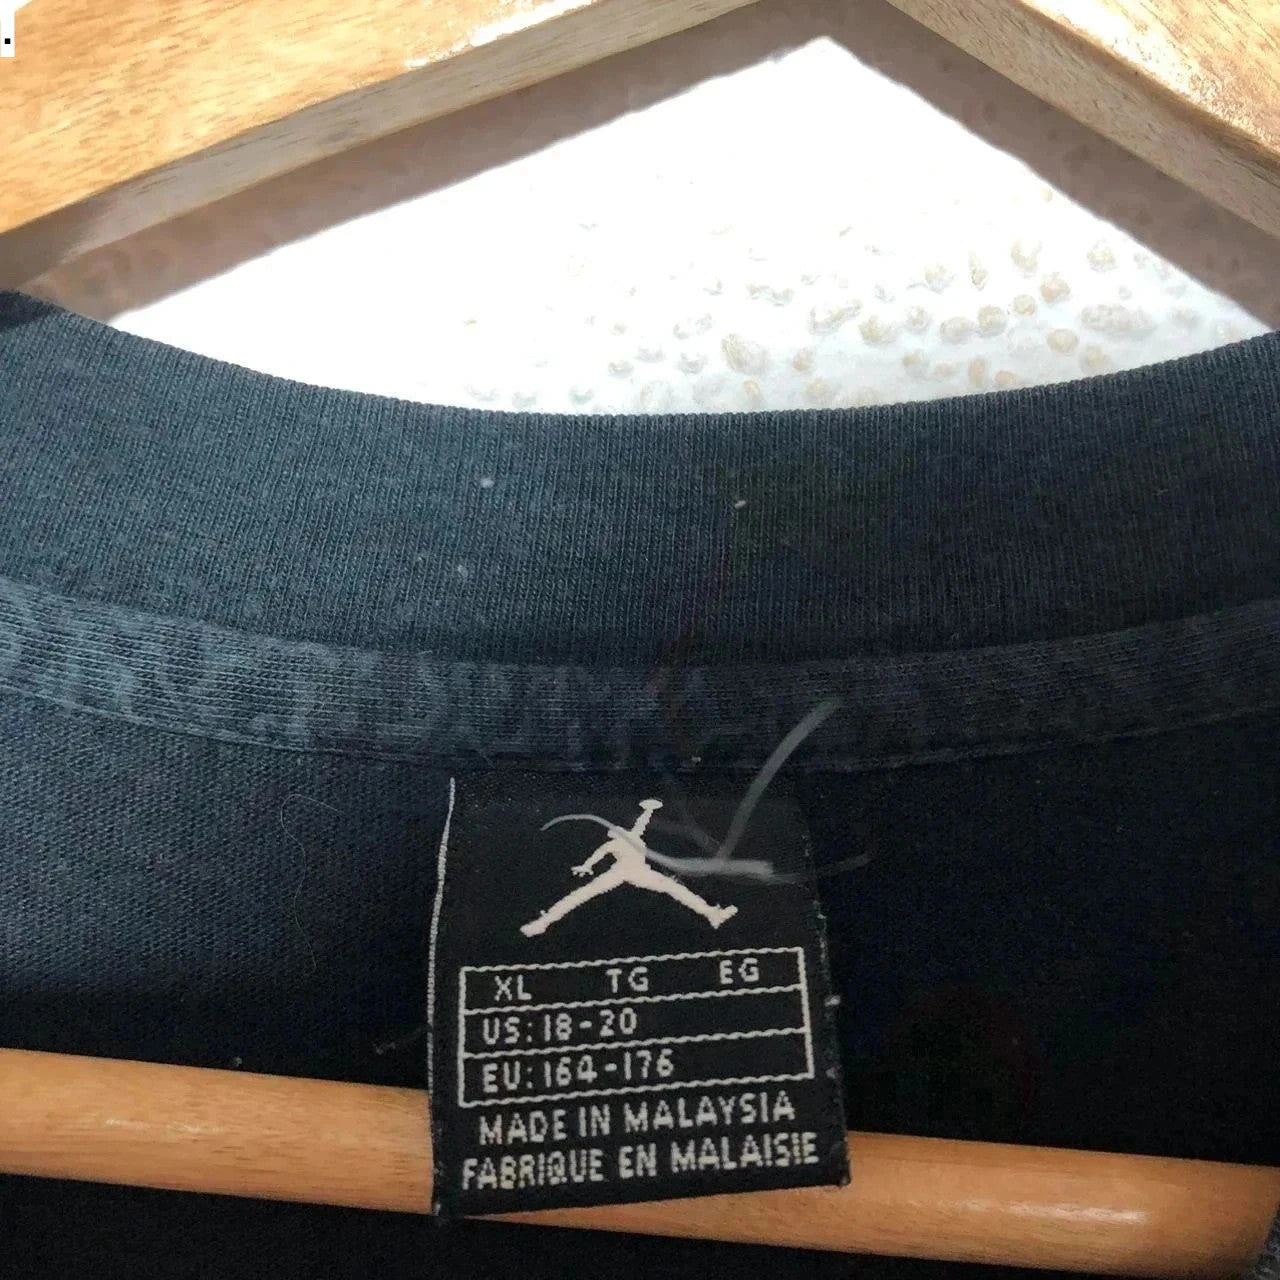 .
XL TG EG
US: 18-20
EU: 164-176
MADE IN MALAYSIA
FABRIQUE EN MALAISIE